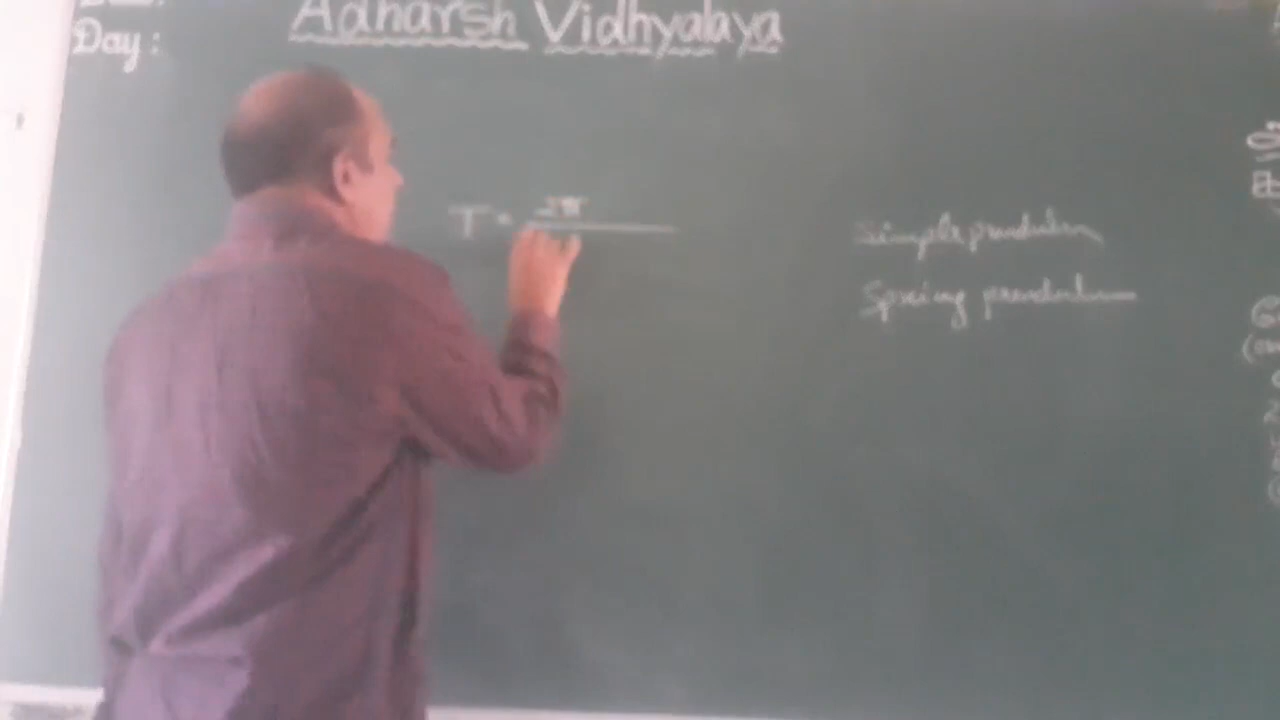 Adharsh Vidhyalaya
Day :
T = 2π
Simple pendulum
Spring pendulum